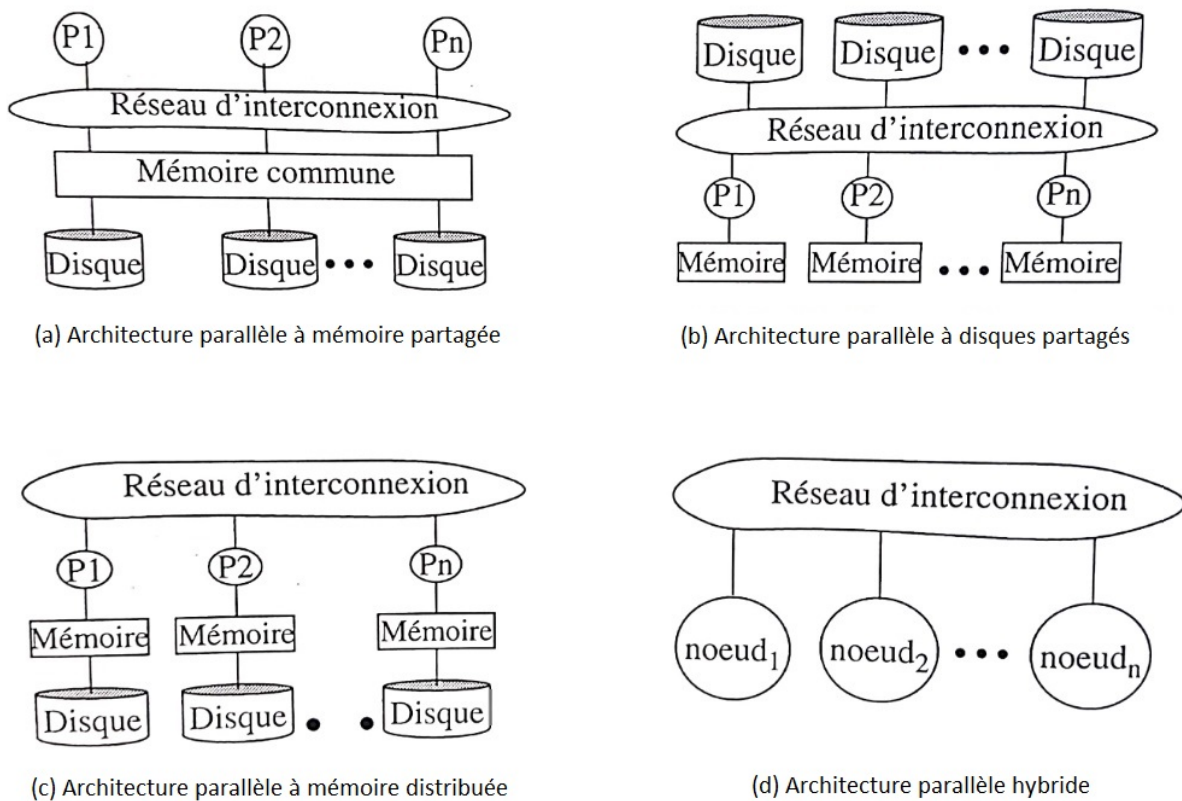 P1 P2 Pn
Réseau d'interconnexion
Mémoire commune
Disque Disque ••• Disque
(a) Architecture parallèle à mémoire partagée
Disque Disque ••• Disque
Réseau d'interconnexion
P1 P2 Pn
Mémoire Mémoire ••• Mémoire
(b) Architecture parallèle à disques partagés
Réseau d'interconnexion
P1 P2 Pn
Mémoire Mémoire Mémoire
Disque Disque • • Disque
(c) Architecture parallèle à mémoire distribuée
Réseau d'interconnexion
noeud₁ noeud₂ ••• noeudₙ
(d) Architecture parallèle hybride